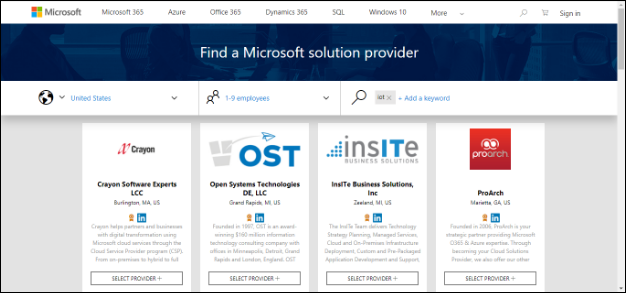 Microsoft Microsoft 365 Azure Office 365 Dynamics 365 SQL Windows 10 More Sign in
Find a Microsoft solution provider
United States 1-9 employees iot × + Add a keyword
Crayon
OST
insITe
BUSINESS SOLUTIONS
proarch
Crayon Software Experts
LCC
Burlington, MA, US
in
Crayon helps partners and businesses
with digital transformation using
Microsoft cloud services through the
Cloud Service Provider program (CSP).
From on-premises to hybrid to full
SELECT PROVIDER +
Open Systems Technologies
DE, LLC
Grand Rapids, MI, US
in
Founded in 1997, OST is an award-
winning $160 million information
technology consulting company with
offices in Minneapolis, Detroit, Grand
Rapids and London, England. OST
SELECT PROVIDER +
InsITe Business Solutions,
Inc
Zeeland, MI, US
in
The InsITe Team delivers Technology
Strategy Planning, Managed Services,
Cloud and On-Premises Infrastructure
Deployment, Custom and Pre-Packaged
Application Development and Support,
SELECT PROVIDER +
ProArch
Marietta, GA, US
in
Founded in 2006, ProArch is your
strategic partner providing Microsoft
O365 & Azure expertise. Through
becoming your Cloud Solutions
Provider, we also offer our other
SELECT PROVIDER +